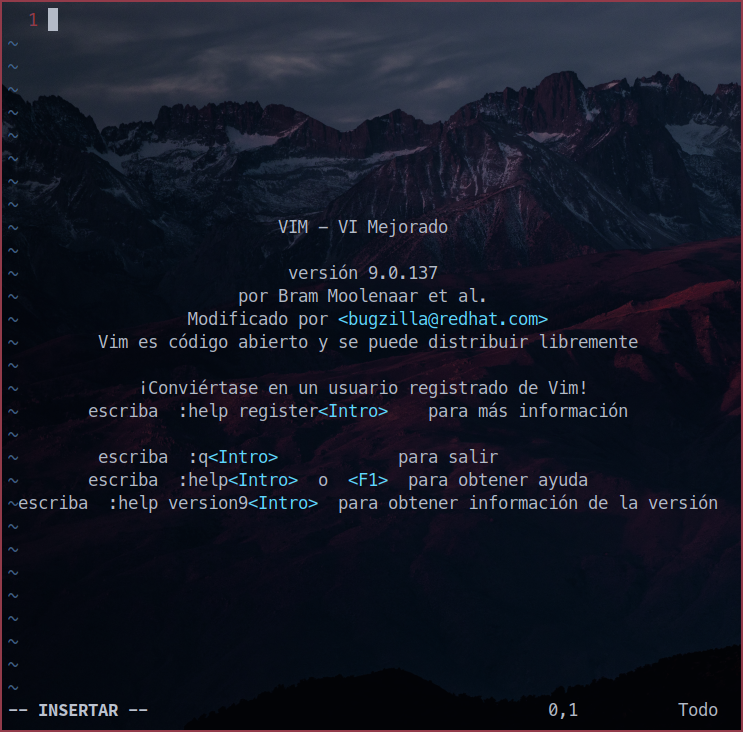 1
~
~
~
~
~
~
~
~ VIM - VI Mejorado
~
~ versión 9.0.137
~ por Bram Moolenaar et al.
~ Modificado por <bugzilla@redhat.com>
~ Vim es código abierto y se puede distribuir libremente
~
~ ¡Conviértase en un usuario registrado de Vim!
~ escriba  :help register<Intro>    para más información
~
~ escriba  :q<Intro>            para salir
~ escriba  :help<Intro>  o  <F1>  para obtener ayuda
~escriba  :help version9<Intro>  para obtener información de la versión
~
~
~
~
~
~
~
~
-- INSERTAR -- 0,1 Todo